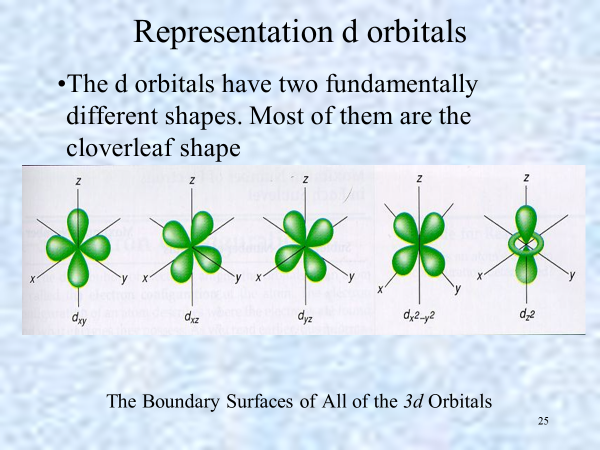 Representation d orbitals
•The d orbitals have two fundamentally
different shapes. Most of them are the
cloverleaf shape
z z z z z
x y x y x y x y x y
dxy dxz dyz dx²–y² dz²
The Boundary Surfaces of All of the 3d Orbitals
25